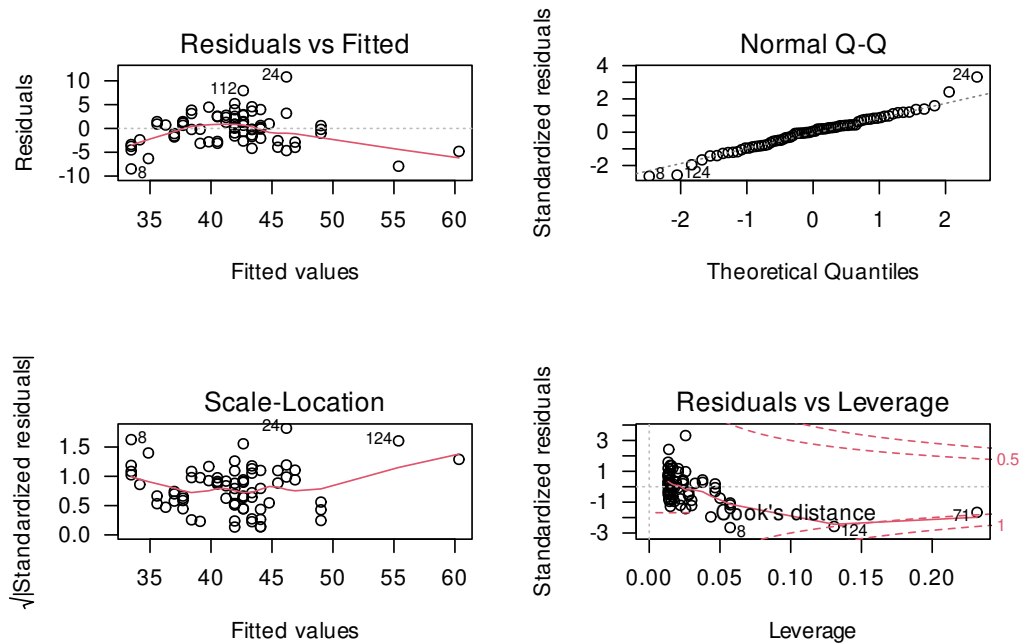 Residuals vs Fitted
Residuals
10
5
0
-5
-10
112
24
8
35 40 45 50 55 60
Fitted values
Normal Q-Q
Standardized residuals
4
2
0
-2
24
8
124
-2 -1 0 1 2
Theoretical Quantiles
Scale-Location
√|Standardized residuals|
1.5
1.0
0.5
0.0
8
24
124
35 40 45 50 55 60
Fitted values
Residuals vs Leverage
Standardized residuals
3
1
-1
-3
0.5
1
Cook's distance
8
124
71
0.00 0.05 0.10 0.15 0.20
Leverage